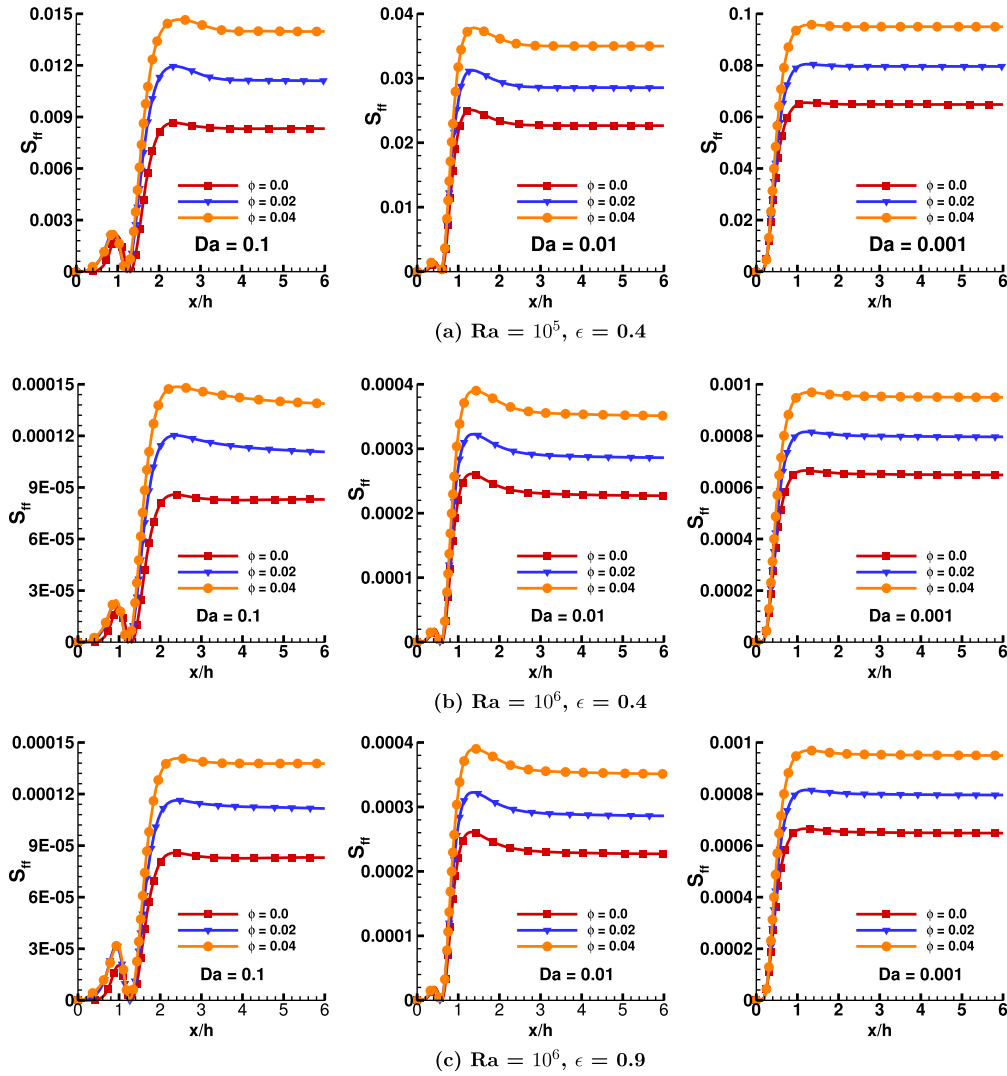 0.015
0.012
0.009
0.006
0.003
0
S_ff
0 1 2 3 4 5 6
x/h
ϕ = 0.0
ϕ = 0.02
ϕ = 0.04
Da = 0.1
0.04
0.03
0.02
0.01
0
S_ff
0 1 2 3 4 5 6
x/h
ϕ = 0.0
ϕ = 0.02
ϕ = 0.04
Da = 0.01
0.1
0.08
0.06
0.04
0.02
0
S_ff
0 1 2 3 4 5 6
x/h
ϕ = 0.0
ϕ = 0.02
ϕ = 0.04
Da = 0.001
(a) Ra = 10⁵, ϵ = 0.4
0.00015
0.00012
9E-05
6E-05
3E-05
0
S_ff
0 1 2 3 4 5 6
x/h
ϕ = 0.0
ϕ = 0.02
ϕ = 0.04
Da = 0.1
0.0004
0.0003
0.0002
0.0001
0
S_ff
0 1 2 3 4 5 6
x/h
ϕ = 0.0
ϕ = 0.02
ϕ = 0.04
Da = 0.01
0.001
0.0008
0.0006
0.0004
0.0002
0
S_ff
0 1 2 3 4 5 6
x/h
ϕ = 0.0
ϕ = 0.02
ϕ = 0.04
Da = 0.001
(b) Ra = 10⁶, ϵ = 0.4
0.00015
0.00012
9E-05
6E-05
3E-05
0
S_ff
0 1 2 3 4 5 6
x/h
ϕ = 0.0
ϕ = 0.02
ϕ = 0.04
Da = 0.1
0.0004
0.0003
0.0002
0.0001
0
S_ff
0 1 2 3 4 5 6
x/h
ϕ = 0.0
ϕ = 0.02
ϕ = 0.04
Da = 0.01
0.001
0.0008
0.0006
0.0004
0.0002
0
S_ff
0 1 2 3 4 5 6
x/h
ϕ = 0.0
ϕ = 0.02
ϕ = 0.04
Da = 0.001
(c) Ra = 10⁶, ϵ = 0.9